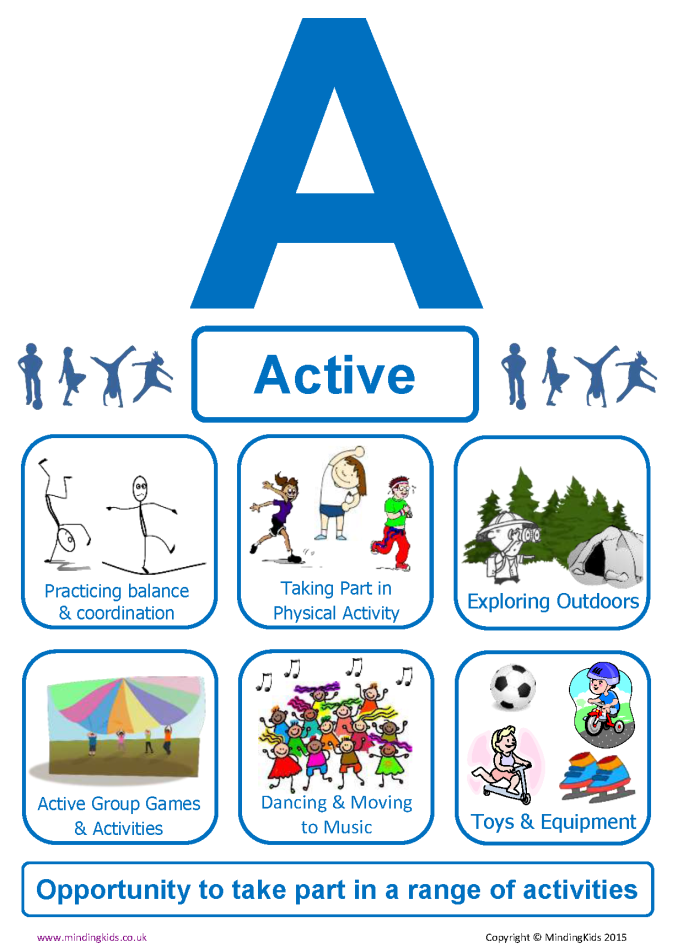 A
Active
Practicing balance
& coordination
Taking Part in
Physical Activity
Exploring Outdoors
Active Group Games
& Activities
Dancing & Moving
to Music
Toys & Equipment
Opportunity to take part in a range of activities
www.mindingkids.co.uk
Copyright © MindingKids 2015